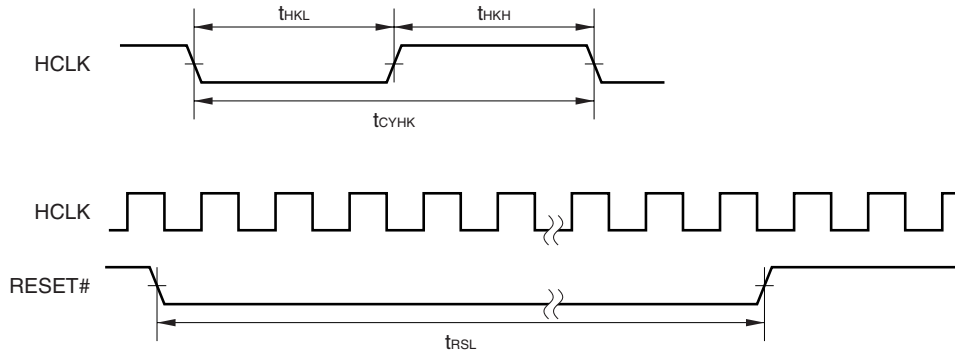 tHKL tHKH
HCLK
tCYHK
HCLK
RESET#
tRSL